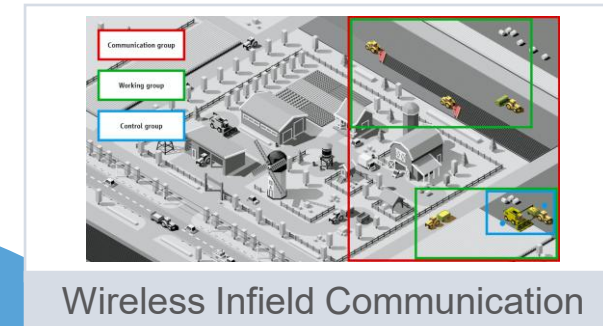 Communication group
Working group
Control group
Wireless Infield Communication